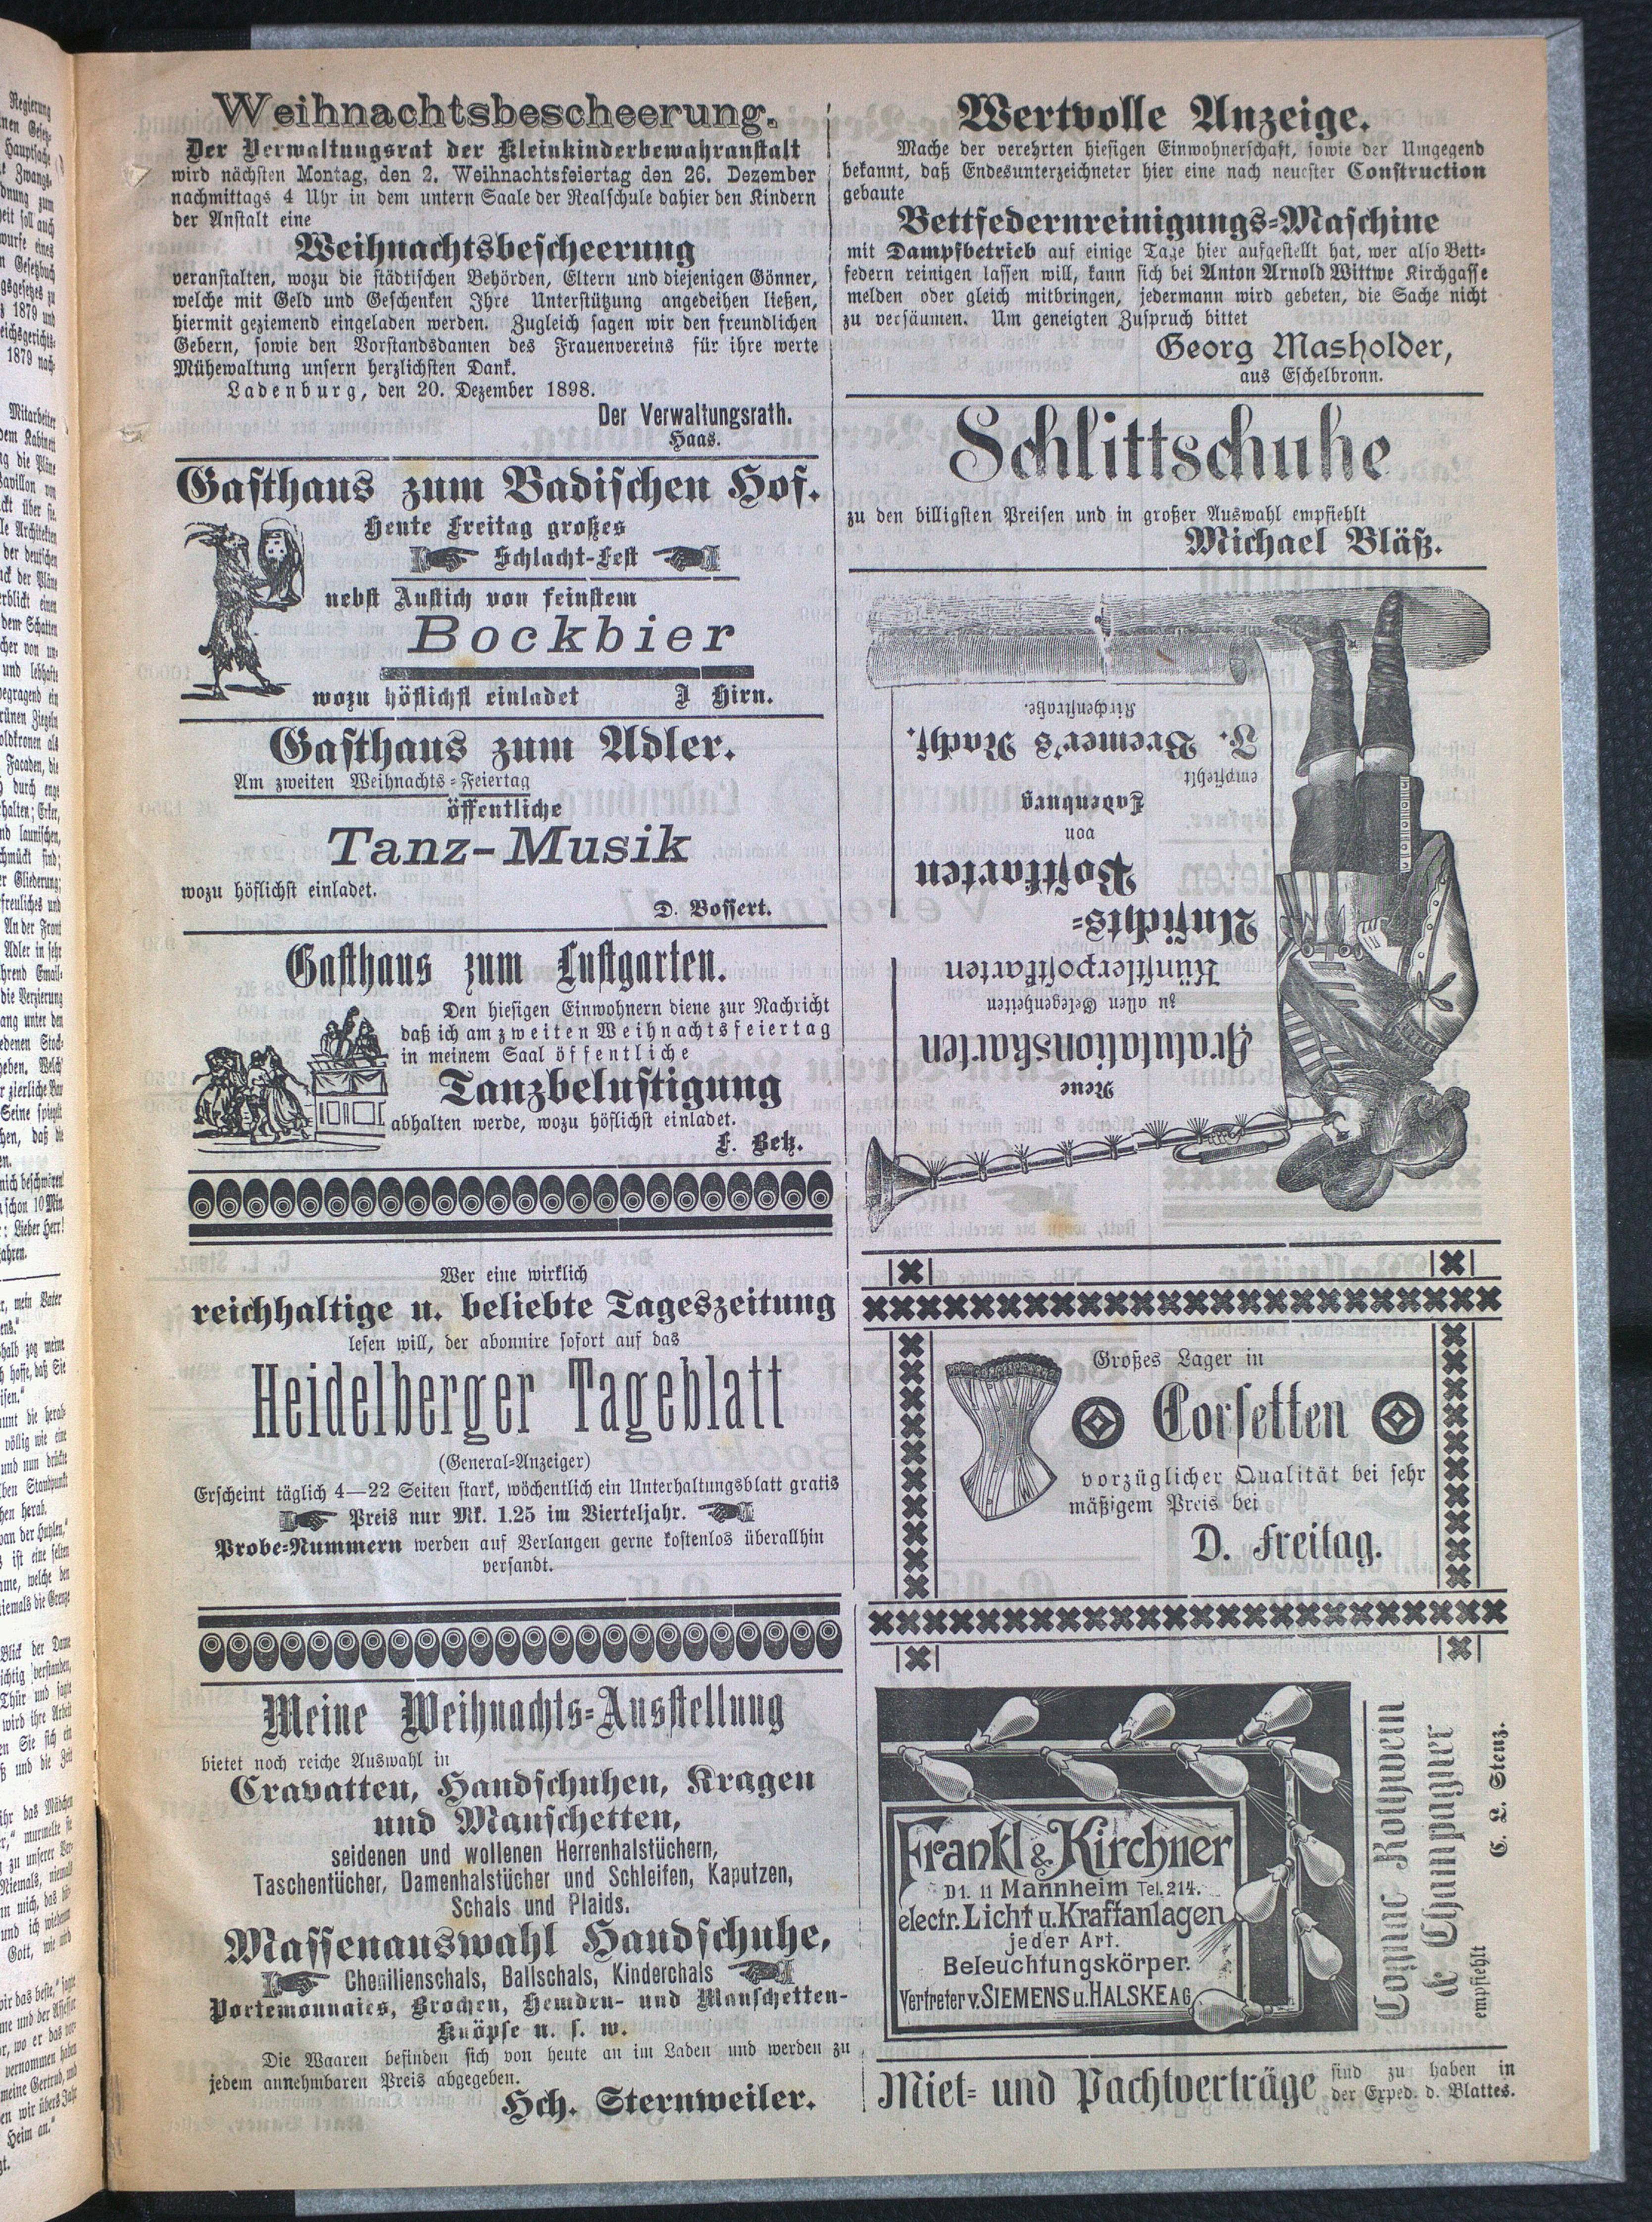 Weihnachtsbescheerung.
Der Verwaltungsrat der Kleinkinderbewahranstalt
wird nächsten Montag, den 2. Weihnachtsfeiertag den 26. Dezember
nachmittags 4 Uhr in dem untern Saale der Realschule dahier den Kindern
der Anstalt eine
Weihnachtsbescheerung
veranstalten, wozu die städtischen Behörden, Eltern und diejenigen Gönner,
welche mit Geld und Geschenken Ihre Unterstützung angedeihen ließen,
hiermit geziemend eingeladen werden. Zugleich sagen wir den freundlichen
Gebern, sowie den Vorstandsdamen des Frauenvereins für ihre werte
Mühewaltung unsern herzlichsten Dank.
Ladenburg, den 20. Dezember 1898.
Der Verwaltungsrath.
Haas.
Gasthaus zum Badischen Hof.
Heute Freitag großes
Schlacht-Fest
nebst Anstich von feinstem
Bockbier
wozu höflichst einladet J Hirn.
Gasthaus zum Adler.
Am zweiten Weihnachts-Feiertag
öffentliche
Tanz-Musik
wozu höflichst einladet.
D. Bossert.
Gasthaus zum Lustgarten.
Den hiesigen Einwohnern diene zur Nachricht
daß ich am zweiten Weihnachtsfeiertag
in meinem Saal öffentliche
Tanzbelustigung
abhalten werde, wozu höflichst einladet.
F. Betz.
Wer eine wirklich
reichhaltige u. beliebte Tageszeitung
lesen will, der abonnire sofort auf das
Heidelberger Tageblatt
(General-Anzeiger)
Erscheint täglich 4—22 Seiten stark, wöchentlich ein Unterhaltungsblatt gratis
Preis nur Mk. 1.25 im Vierteljahr.
Probe-Nummern werden auf Verlangen gerne kostenlos überallhin
versandt.
Meine Weihnachts-Ausstellung
bietet noch reiche Auswahl in
Cravatten, Handschuhen, Kragen
und Manschetten,
seidenen und wollenen Herrenhalstüchern,
Taschentücher, Damenhalstücher und Schleifen, Kaputzen,
Schals und Plaids.
Massenauswahl Handschuhe,
Chenilienschals, Ballschals, Kinderchals
Portemonnaies, Brochen, Hemden- und Manschetten-
Knöpfe u. s. w.
Die Waaren befinden sich von heute an im Laden und werden zu
jedem annehmbaren Preis abgegeben.
Hch. Sternweiler.
Wertvolle Anzeige.
Mache der verehrten hiesigen Einwohnerschaft, sowie der Umgegend
bekannt, daß Endesunterzeichneter hier eine nach neuester Construction
gebaute
Bettfedernreinigungs-Maschine
mit Dampfbetrieb auf einige Tage hier aufgestellt hat, wer also Bett-
federn reinigen lassen will, kann sich bei Anton Arnold Wittwe Kirchgasse
melden oder gleich mitbringen, jedermann wird gebeten, die Sache nicht
zu versäumen. Um geneigten Zuspruch bittet
Georg Masholder,
aus Eschelbronn.
Schlittschuhe
zu den billigsten Preisen und in großer Auswahl empfiehlt
Michael Bläß.
Neue
Gratulationskarten
zu allen Gelegenheiten
Künstlerpostkarten
Ansichts-
Postkarten
von
Ladenburg
empfiehlt
F. Bremer's Nachf.
Kirchenstraße.
Großes Lager in
Corsetten
vorzüglicher Qualität bei sehr
mäßigem Preis bei
D. Freitag.
Frankl & Kirchner
D1. 11 Mannheim Tel. 214.
electr. Licht u. Kraftanlagen
jeder Art.
Beleuchtungskörper.
Vertreter v. SIEMENS u. HALSKE AG
Cognac Rothwein
& Champagner
empfiehlt C. L. Stenz.
Miet- und Pachtverträge sind zu haben in
der Exped. d. Blattes.